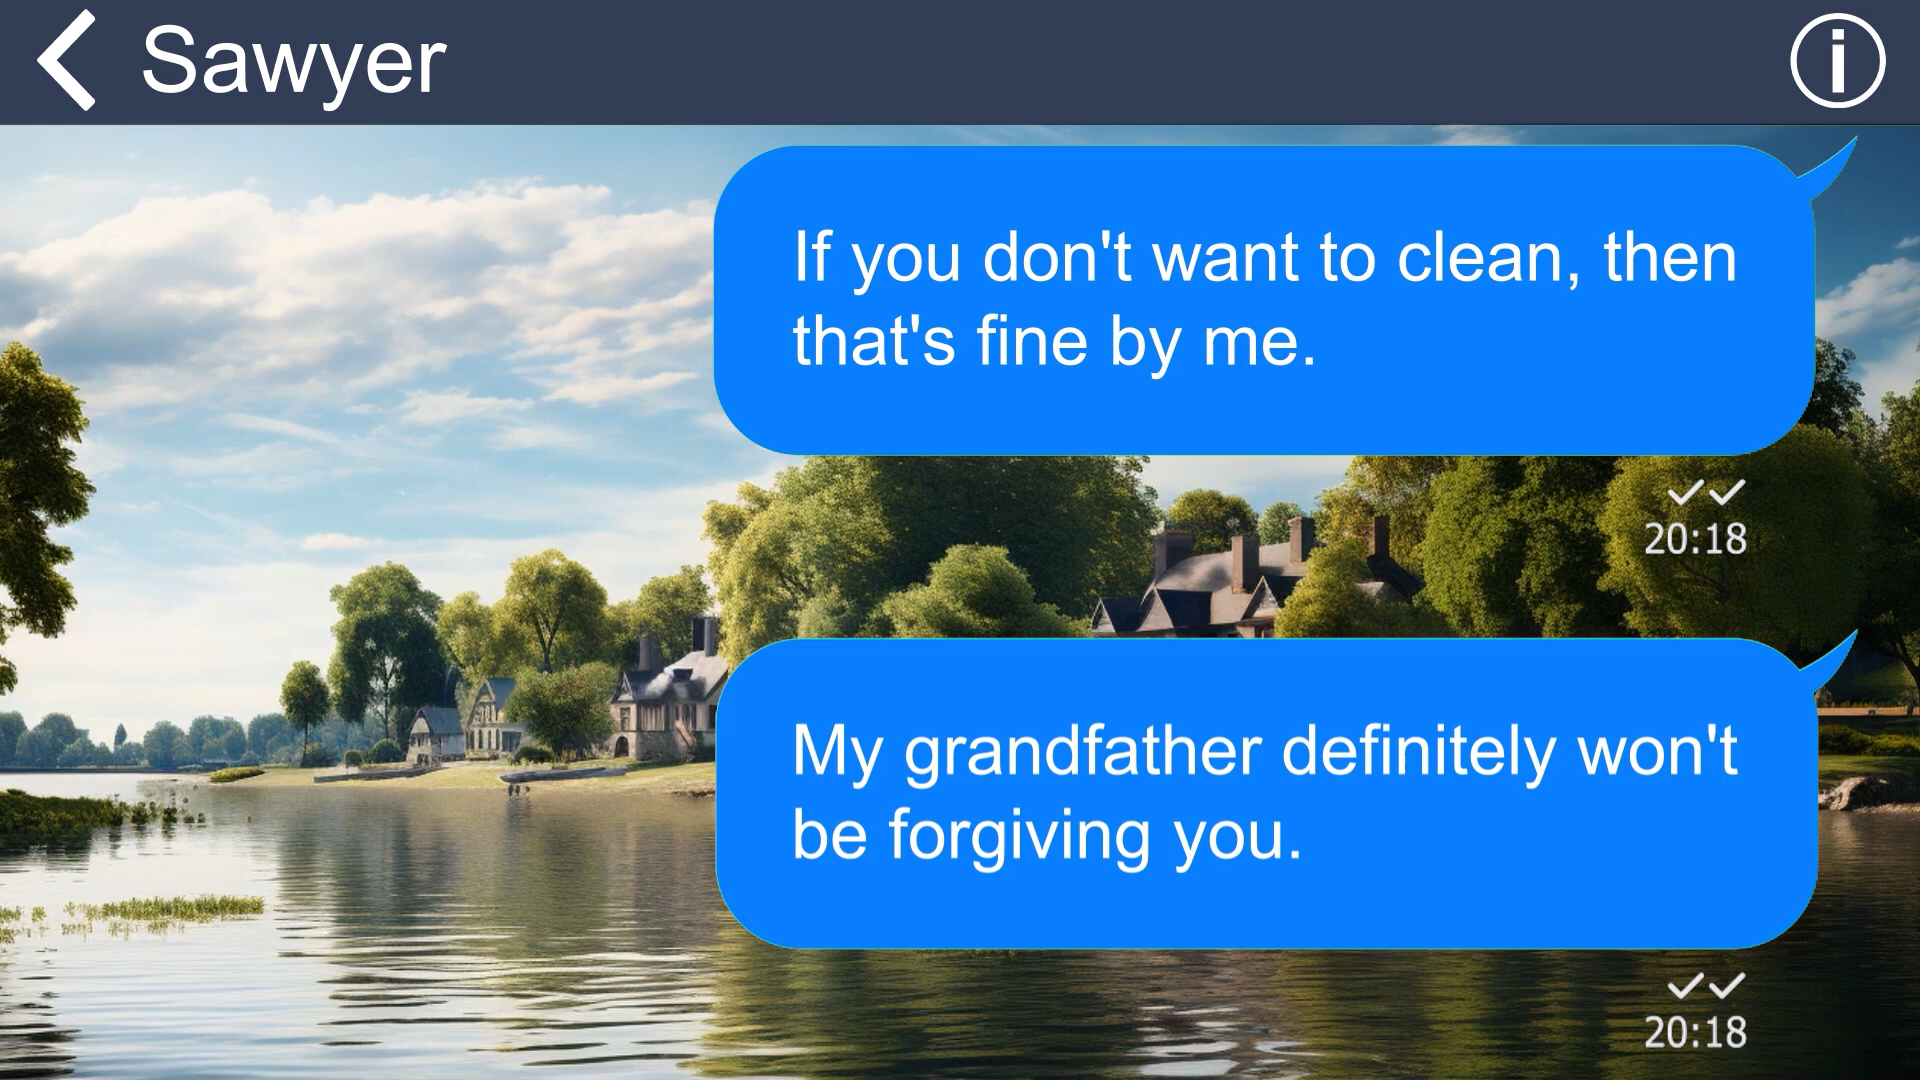 Sawyer
If you don't want to clean, then
that's fine by me.
20:18
My grandfather definitely won't
be forgiving you.
20:18